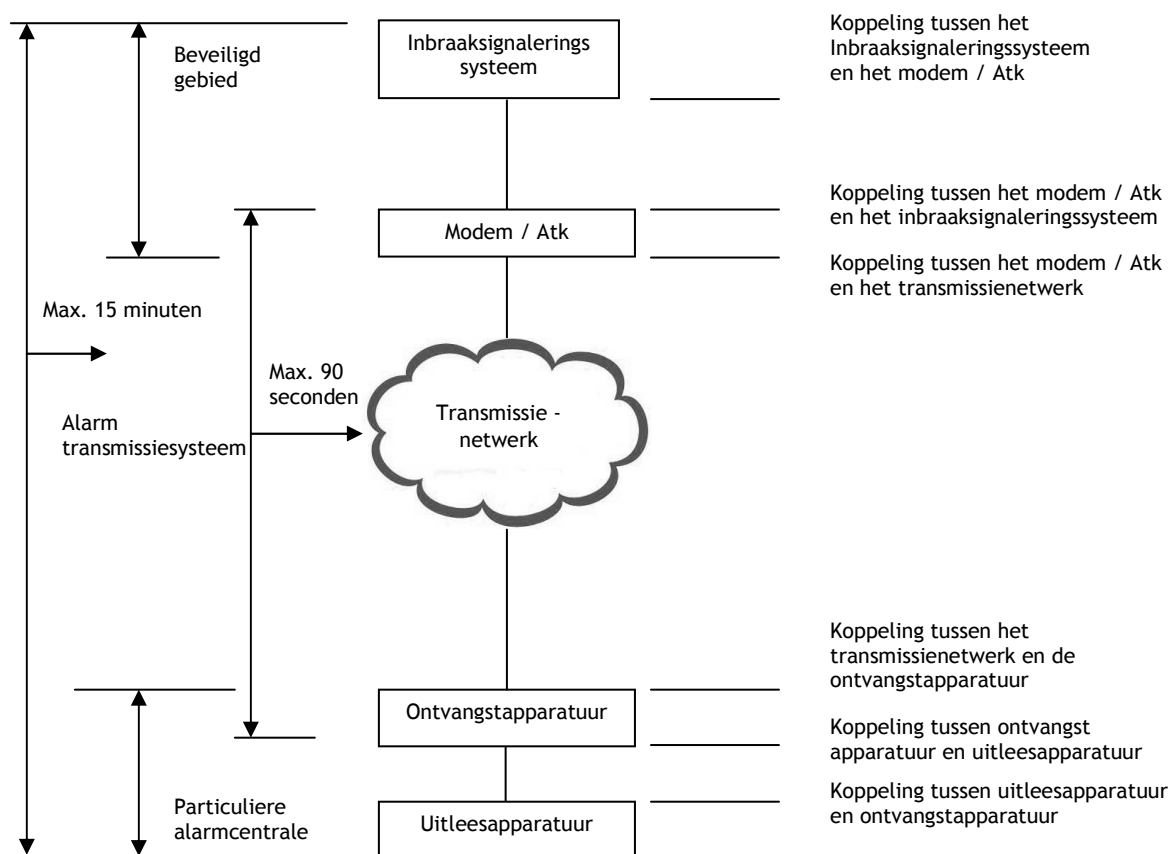 Beveiligd
gebied
Inbraaksignalerings
systeem
Koppeling tussen het
Inbraaksignaleringssysteem
en het modem / Atk
Modem / Atk
Koppeling tussen het modem / Atk
en het inbraaksignaleringssysteem
Koppeling tussen het modem / Atk
en het transmissienetwerk
Max. 15 minuten
Max. 90
seconden
Alarm
transmissiesysteem
Transmissie -
netwerk
Koppeling tussen het
transmissienetwerk en de
ontvangstapparatuur
Ontvangstapparatuur
Koppeling tussen ontvangst
apparatuur en uitleesapparatuur
Particuliere
alarmcentrale
Uitleesapparatuur
Koppeling tussen uitleesapparatuur
en ontvangstapparatuur